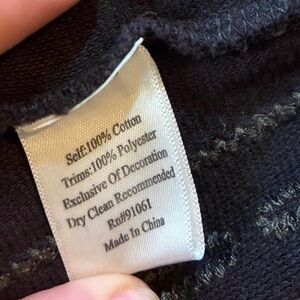 Self:100% Cotton
Trims:100% Polyester
Exclusive Of Decoration
Dry Clean Recommended
Rn#91061
Made In China